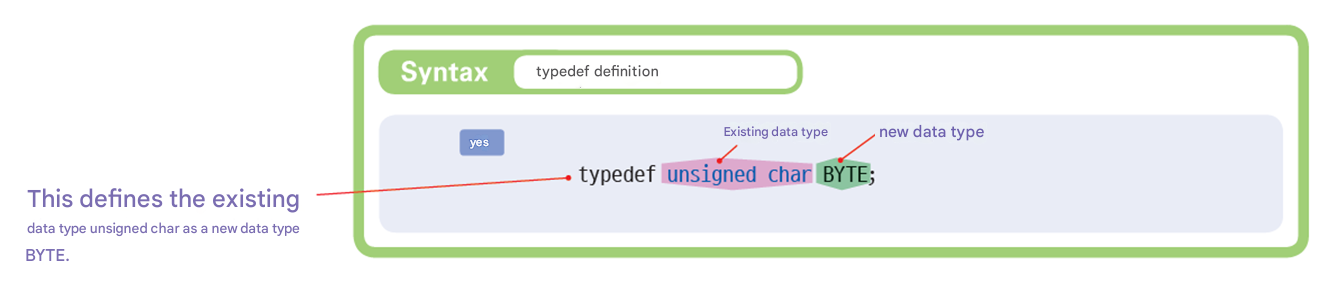 Syntax
typedef definition
yes
Existing data type
new data type
typedef unsigned char BYTE;
This defines the existing
data type unsigned char as a new data type
BYTE.